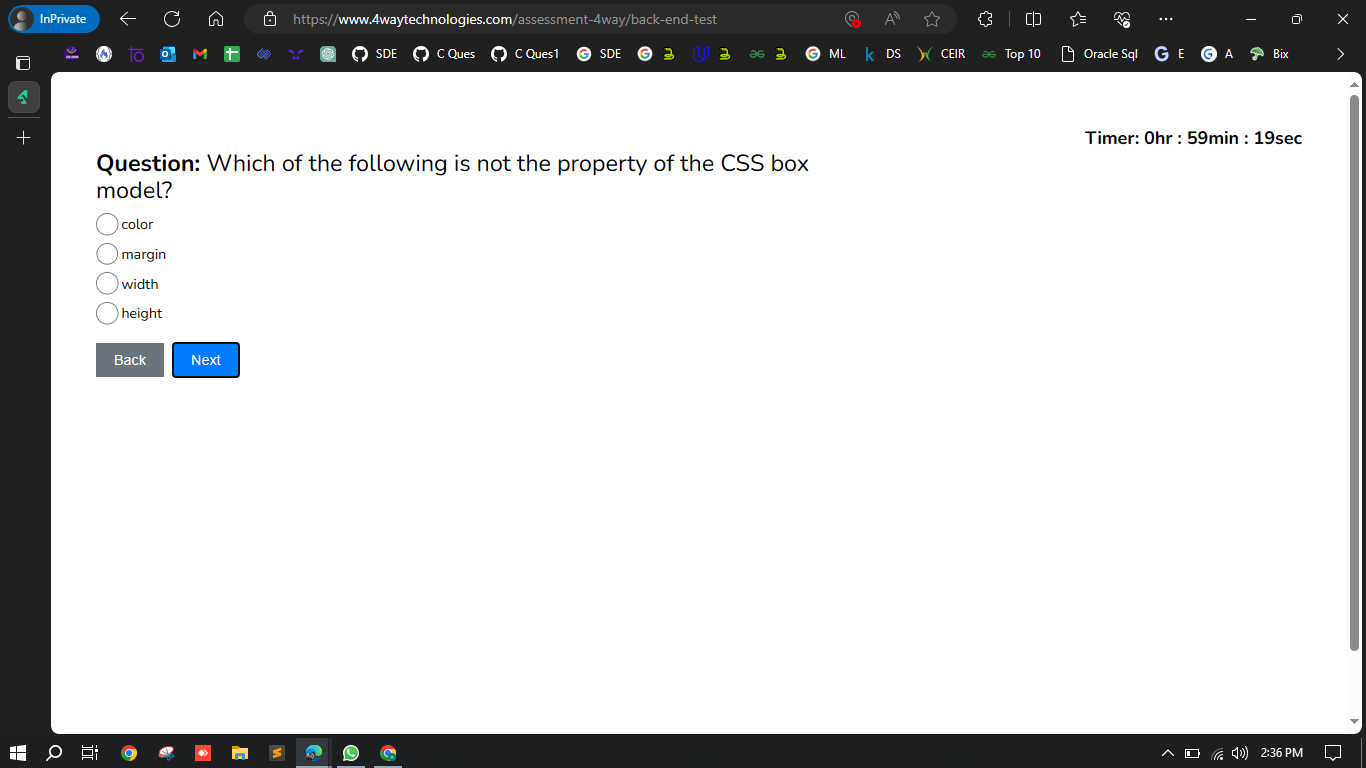 InPrivate
https://www.4waytechnologies.com/assessment-4way/back-end-test
SDE
C Ques
C Ques1
SDE
ML
DS
CEIR
Top 10
Oracle Sql
E
A
Bix
Timer: 0hr : 59min : 19sec
Question: Which of the following is not the property of the CSS box
model?
color
margin
width
height
Back
Next
2:36 PM